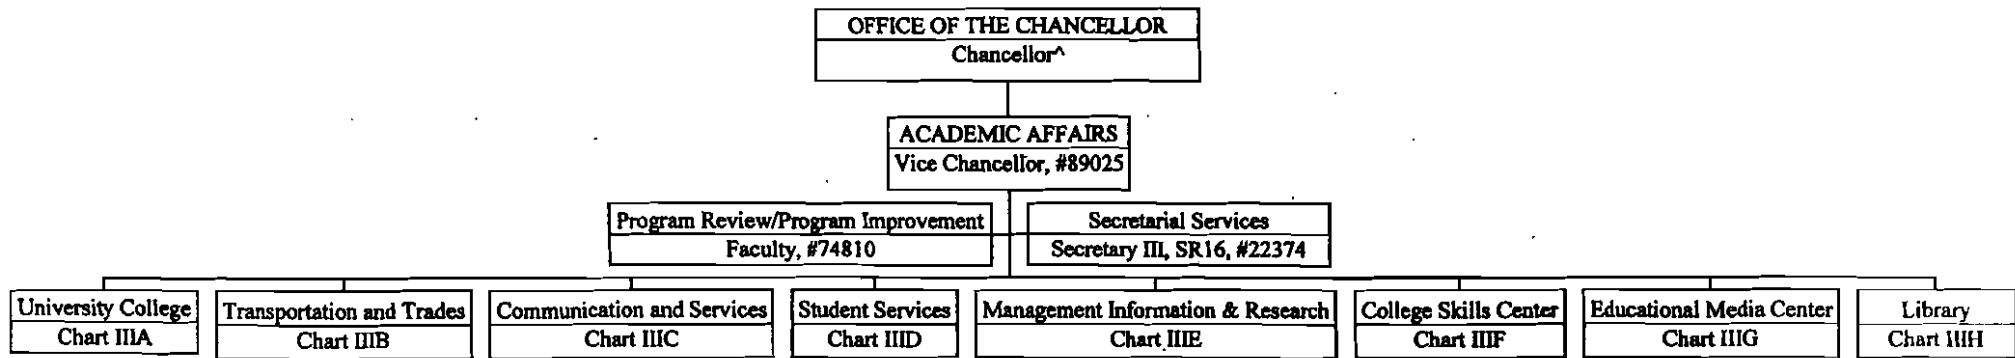 OFFICE OF THE CHANCELLOR
Chancellor^
ACADEMIC AFFAIRS
Vice Chancellor, #89025
Program Review/Program Improvement
Faculty, #74810
Secretarial Services
Secretary III, SR16, #22374
University College
Chart IIIA
Transportation and Trades
Chart IIIB
Communication and Services
Chart IIIC
Student Services
Chart IIID
Management Information & Research
Chart IIIE
College Skills Center
Chart IIIF
Educational Media Center
Chart IIIG
Library
Chart IIIH